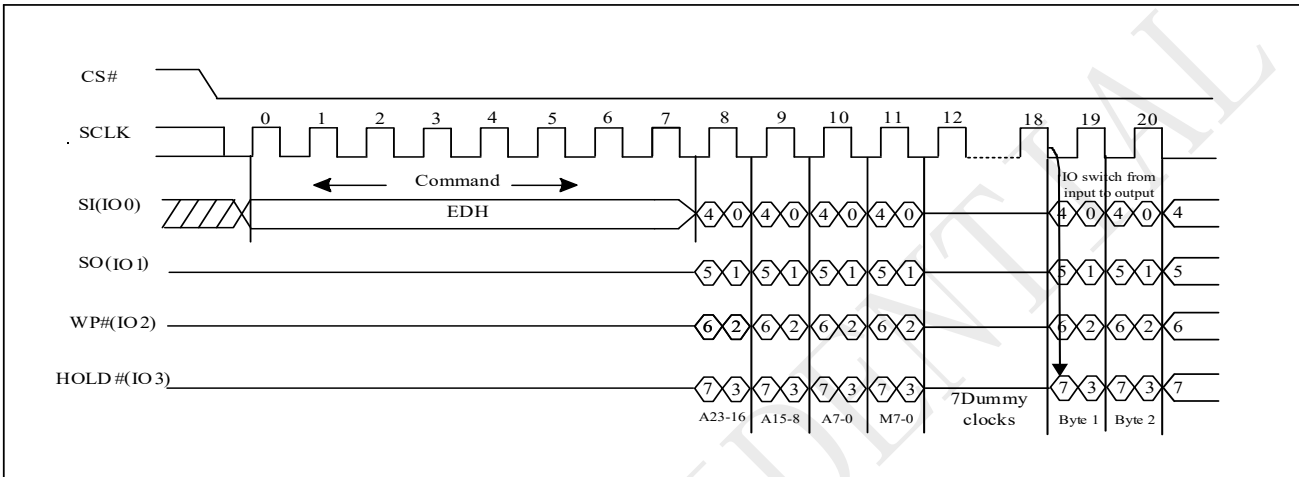 CS#
SCLK
0 1 2 3 4 5 6 7 8 9 10 11 12 18 19 20
Command
IO switch from
input to output
SI(IO0)
EDH
4 0 4 0 4 0 4 0 4 0 4 0 4
SO(IO1)
5 1 5 1 5 1 5 1 5 1 5 1 5
WP#(IO2)
6 2 6 2 6 2 6 2 6 2 6 2 6
HOLD#(IO3)
7 3 7 3 7 3 7 3 7 3 7 3 7
A23-16 A15-8 A7-0 M7-0
7Dummy
clocks
Byte 1 Byte 2
DENTIAL